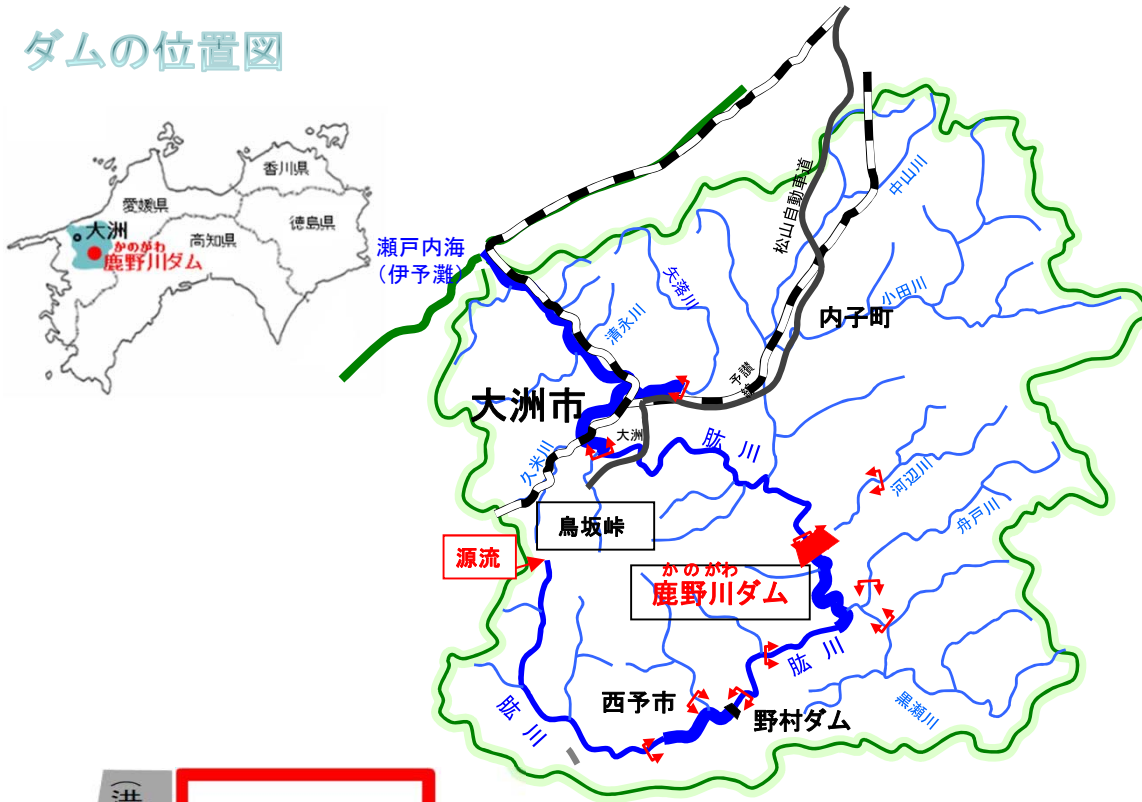 ダムの位置図
香川県
愛媛県
徳島県
高知県
大洲
かのがわ
鹿野川ダム
瀬戸内海
(伊予灘)
松山自動車道
中山川
小田川
内子町
矢落川
清永川
予讃線
大洲市
大洲
肱川
久米川
河辺川
舟戸川
鳥坂峠
源流
かのがわ
鹿野川ダム
肱川
西予市
野村ダム
黒瀬川
肱川